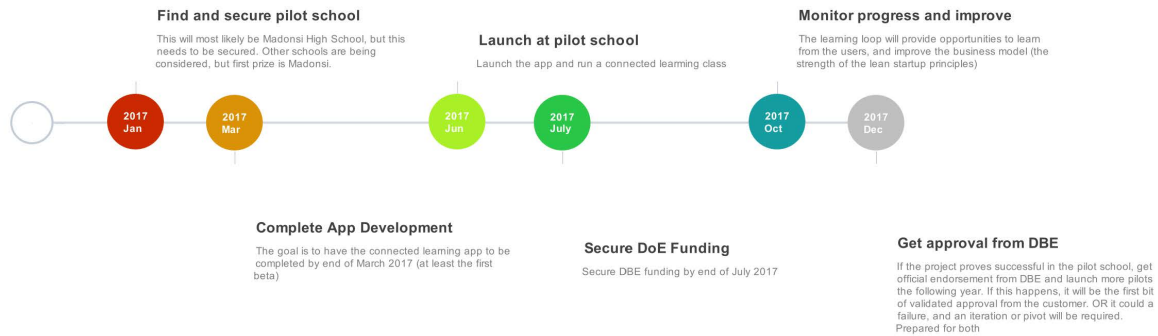 Find and secure pilot school
This will most likely be Madonsi High School, but this
needs to be secured. Other schools are being
considered, but first prize is Madonsi.
Launch at pilot school
Launch the app and run a connected learning class
Monitor progress and improve
The learning loop will provide opportunities to learn
from the users, and improve the business model (the
strength of the lean startup principles)
2017
Jan
2017
Mar
2017
Jun
2017
July
2017
Oct
2017
Dec
Complete App Development
The goal is to have the connected learning app to be
completed by end of March 2017 (at least the first
beta)
Secure DoE Funding
Secure DBE funding by end of July 2017
Get approval from DBE
If the project proves successful in the pilot school, get
official endorsement from DBE and launch more pilots
the following year. If this happens, it will be the first bit
of validated approval from the customer. OR it could a
failure, and an iteration or pivot will be required.
Prepared for both